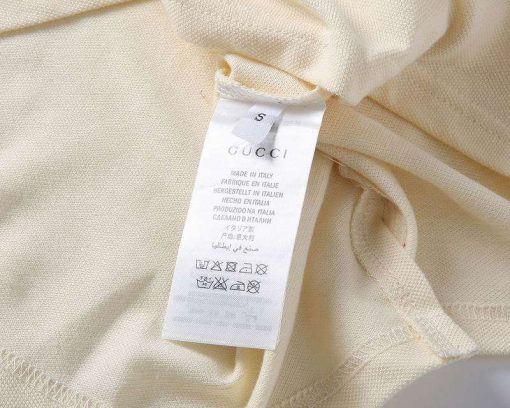 S
GUCCI
MADE IN ITALY
FABRIQUE EN ITALIE
HERGESTELLT IN ITALIEN
HECHO EN ITALIA
PRODUZIDO NA ITALIA
СДЕЛАНО В ИТАЛИИ
イタリア製
产自:意大利
صنع في إيطاليا